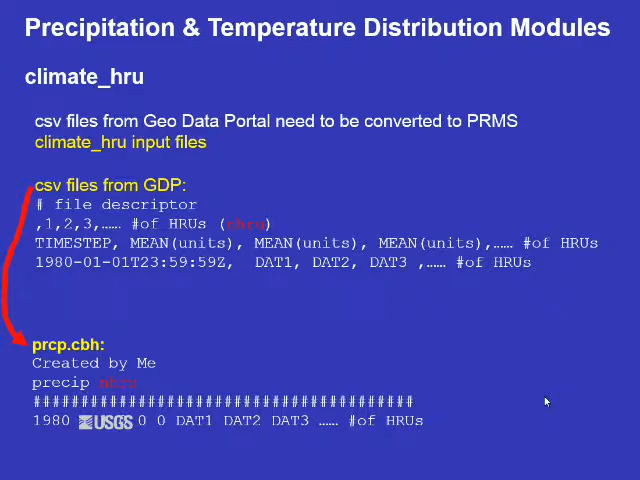 Precipitation & Temperature Distribution Modules
climate_hru
csv files from Geo Data Portal need to be converted to PRMS
climate_hru input files
csv files from GDP:
# file descriptor
,1,2,3,…… #of HRUs (nhru)
TIMESTEP, MEAN(units), MEAN(units), MEAN(units),…… #of HRUs
1980-01-01T23:59:59Z, DAT1, DAT2, DAT3 ,…… #of HRUs
prcp.cbh:
Created by Me
precip nhru
########################################
1980 USGS 0 0 DAT1 DAT2 DAT3 …… #of HRUs